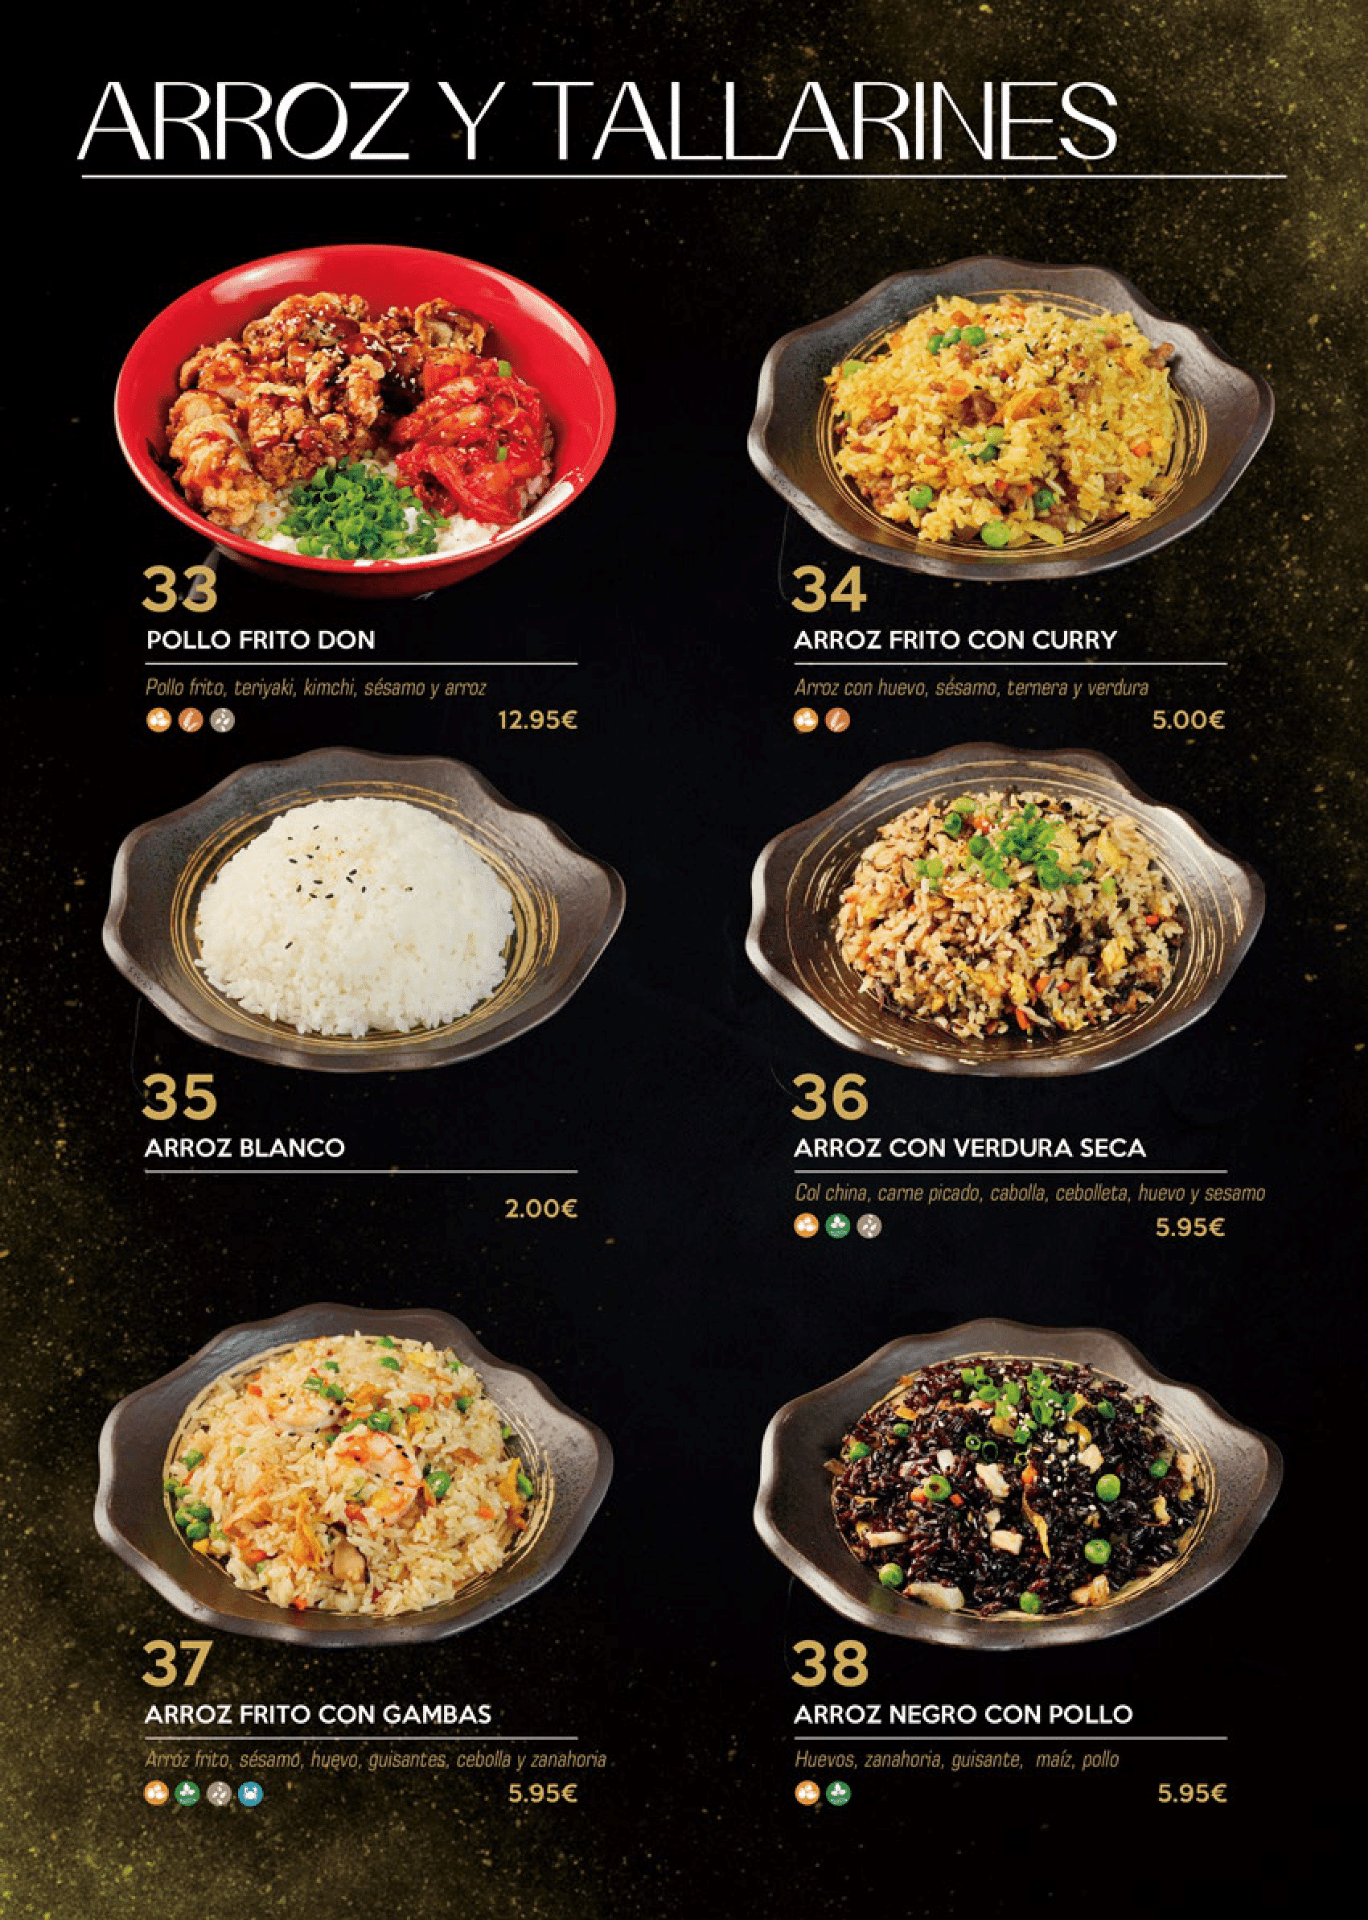 ARROZ Y TALLARINES
33
POLLO FRITO DON
Pollo frito, teriyaki, kimchi, sésamo y arroz
12.95€
34
ARROZ FRITO CON CURRY
Arroz con huevo, sésamo, ternera y verdura
5.00€
35
ARROZ BLANCO
2.00€
36
ARROZ CON VERDURA SECA
Col china, carne picado, cabolla, cebolleta, huevo y sesamo
5.95€
37
ARROZ FRITO CON GAMBAS
Arroz frito, sésamo, huevo, guisantes, cebolla y zanahoria
5.95€
38
ARROZ NEGRO CON POLLO
Huevos, zanahoria, guisante, maíz, pollo
5.95€